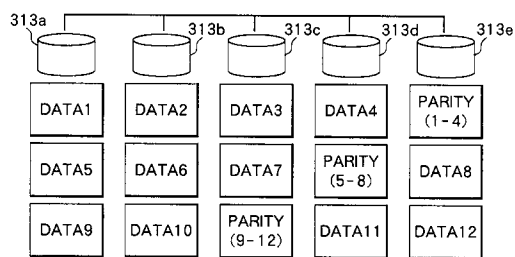 313a 313b 313c 313d 313e
DATA1 DATA2 DATA3 DATA4 PARITY
(1-4)
DATA5 DATA6 DATA7 PARITY
(5-8) DATA8
DATA9 DATA10 PARITY
(9-12) DATA11 DATA12